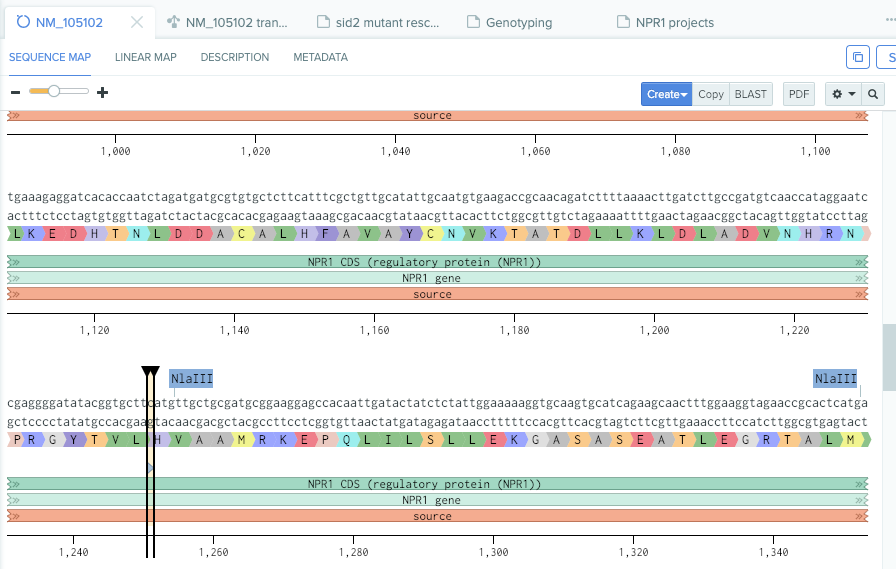 NM_105102
NM_105102 tran...
sid2 mutant resc...
Genotyping
NPR1 projects
SEQUENCE MAP
LINEAR MAP
DESCRIPTION
METADATA
Create
Copy
BLAST
PDF
source
1,000 1,020 1,040 1,060 1,080 1,100
tgaaagaggatcacaccaatctagatgatgcgtgtgctcttcatttcgctgttgcatattgcaatgtgaagaccgcaacagatcttttaaaacttgatcttgccgatgtcaaccataggaatc
actttctcctagtgtggttagatctactacgcacacgagaagtaaagcgacaacgtataacgttacacttctggcgttgtctagaaaattttgaactagaacggctacagttggtatccttag
L K E D H T N L D D A C A L H F A V A Y C N V K T A T D L L K L D L A D V N H R N
NPR1 CDS (regulatory protein (NPR1))
NPR1 gene
source
1,120 1,140 1,160 1,180 1,200 1,220
NlaIII NlaIII
cgaggggatatacggtgcttcatgttgctgcgatgcggaaggagccacaattgatactatctctattggaaaaaggtgcaagtgcatcagaagcaactttggaaggtagaaccgcactcatga
gctcccctatatgccacgaagtacaacgacgctacgccttcctcggtgttaactatgatagagataacctttttccacgttcacgtagtcttcgttgaaaccttccatcttggcgtgagtact
P R G Y T V L H V A A M R K E P Q L I L S L L E K G A S A S E A T L E G R T A L M
NPR1 CDS (regulatory protein (NPR1))
NPR1 gene
source
1,240 1,260 1,280 1,300 1,320 1,340